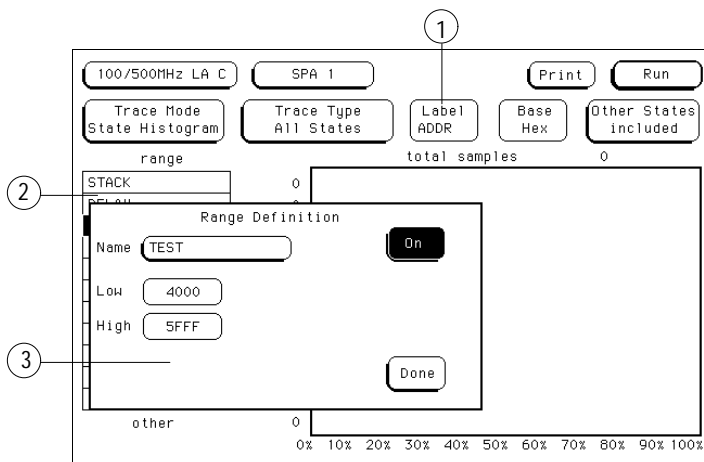 1
100/500MHz LA C SPA 1 Print Run
Trace Mode Trace Type Label Base Other States
State Histogram All States ADDR Hex included
range total samples 0
2
STACK 0
DELAY
Range Definition
Name TEST On
Low 4000
High 5FFF
3
Done
other 0
0% 10% 20% 30% 40% 50% 60% 70% 80% 90% 100%